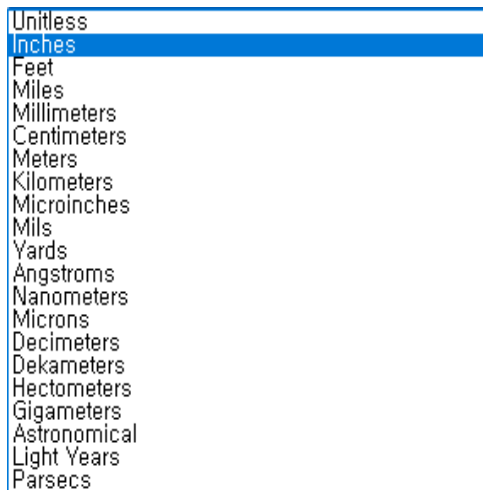 Unitless
Inches
Feet
Miles
Millimeters
Centimeters
Meters
Kilometers
Microinches
Mils
Yards
Angstroms
Nanometers
Microns
Decimeters
Dekameters
Hectometers
Gigameters
Astronomical
Light Years
Parsecs